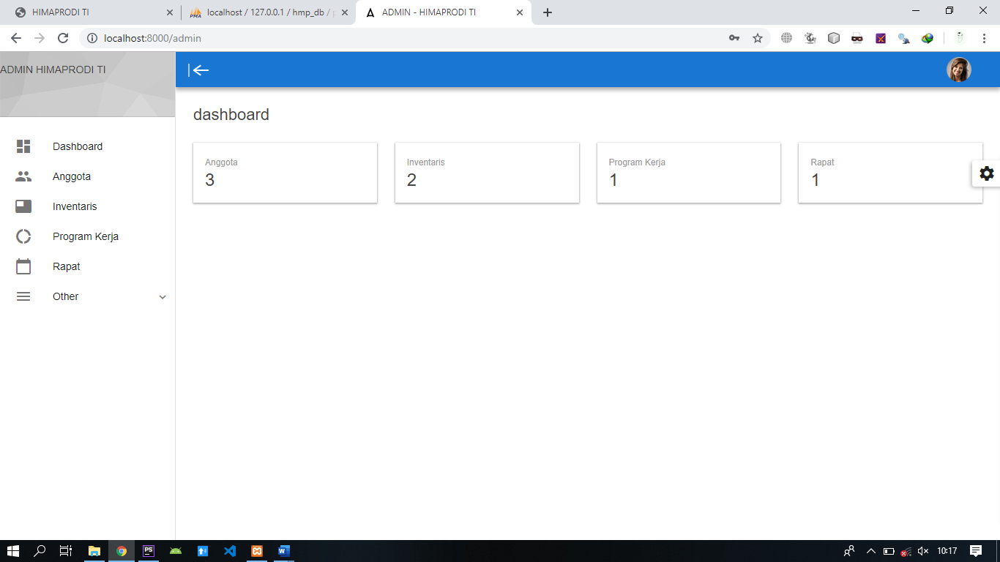 HIMAPRODI TI
localhost / 127.0.0.1 / hmp_db /
ADMIN - HIMAPRODI TI
localhost:8000/admin
ADMIN HIMAPRODI TI
dashboard
Dashboard
Anggota
Inventaris
Program Kerja
Rapat
Other
Anggota
3
Inventaris
2
Program Kerja
1
Rapat
1
10:17